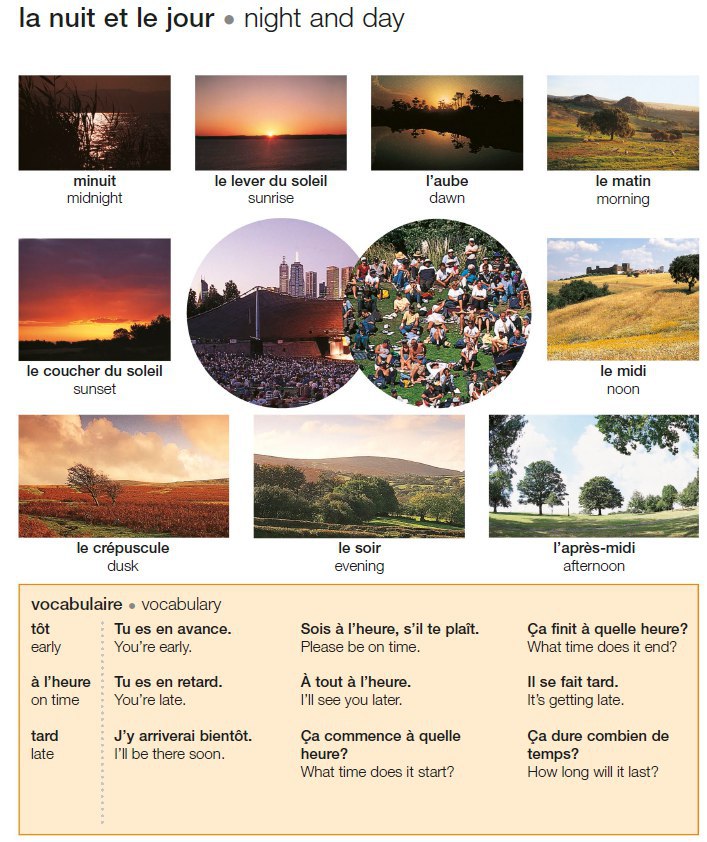 la nuit et le jour • night and day
minuit
midnight
le lever du soleil
sunrise
l'aube
dawn
le matin
morning
le coucher du soleil
sunset
le midi
noon
le crépuscule
dusk
le soir
evening
l'après-midi
afternoon
vocabulaire • vocabulary
tôt
early
à l'heure
on time
tard
late
Tu es en avance.
You're early.
Tu es en retard.
You're late.
J'y arriverai bientôt.
I'll be there soon.
Sois à l'heure, s'il te plaît.
Please be on time.
À tout à l'heure.
I'll see you later.
Ça commence à quelle
heure?
What time does it start?
Ça finit à quelle heure?
What time does it end?
Il se fait tard.
It's getting late.
Ça dure combien de
temps?
How long will it last?